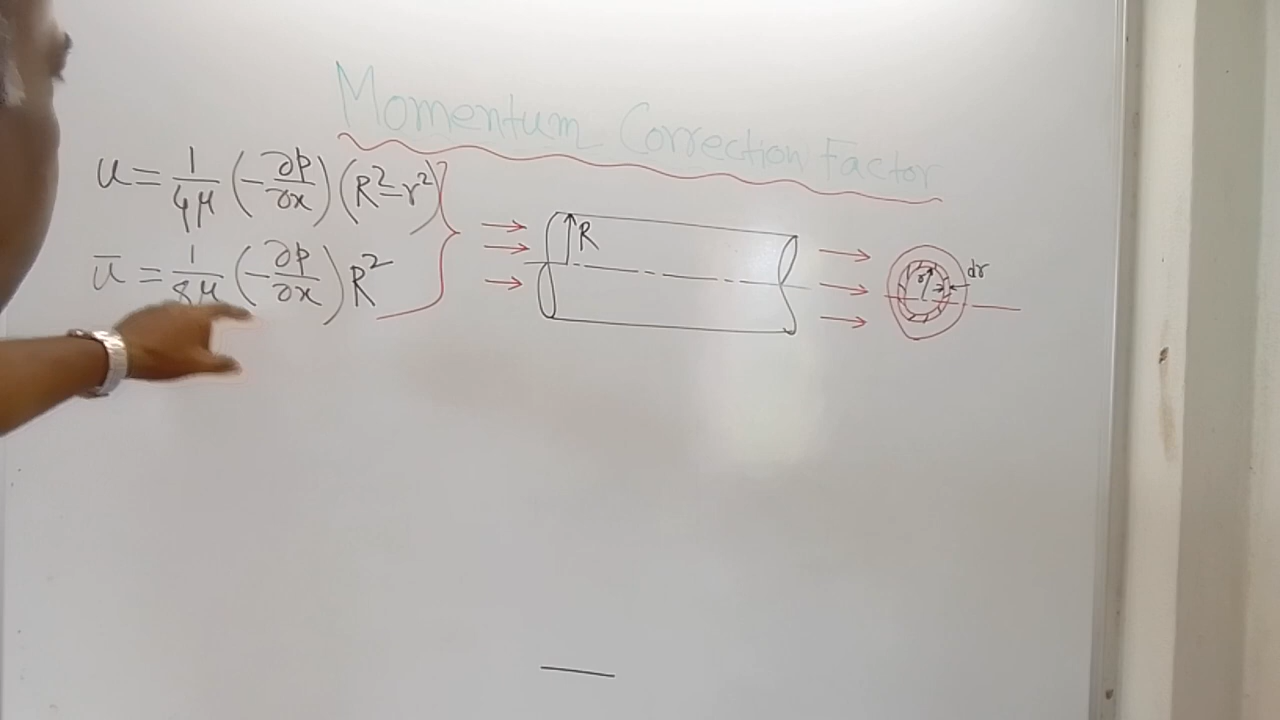 Momentum Correction Factor
u = 1/4μ (-∂p/∂x) (R²-r²)
ū = 1/8μ (-∂p/∂x) R²
R
r
dr